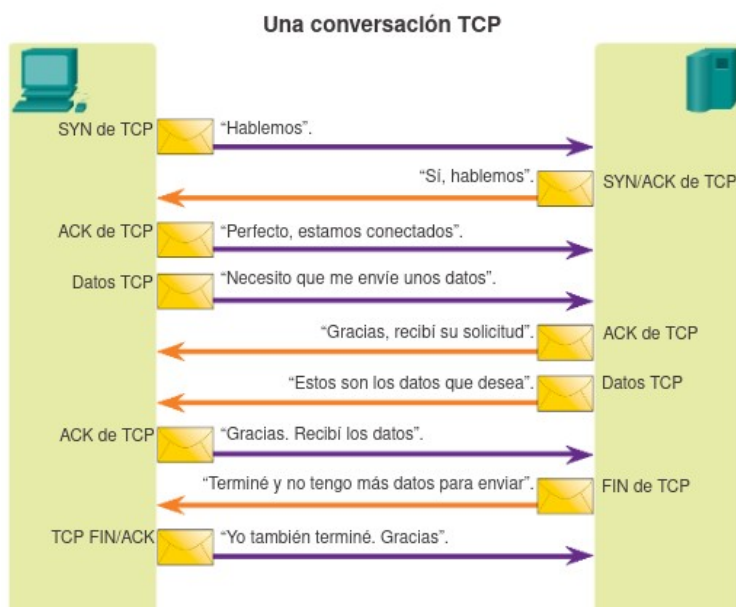 Una conversación TCP
SYN de TCP “Hablemos”.
“Sí, hablemos”. SYN/ACK de TCP
ACK de TCP “Perfecto, estamos conectados”.
Datos TCP “Necesito que me envíe unos datos”.
“Gracias, recibí su solicitud”. ACK de TCP
“Estos son los datos que desea”. Datos TCP
ACK de TCP “Gracias. Recibí los datos”.
“Terminé y no tengo más datos para enviar”. FIN de TCP
TCP FIN/ACK “Yo también terminé. Gracias”.